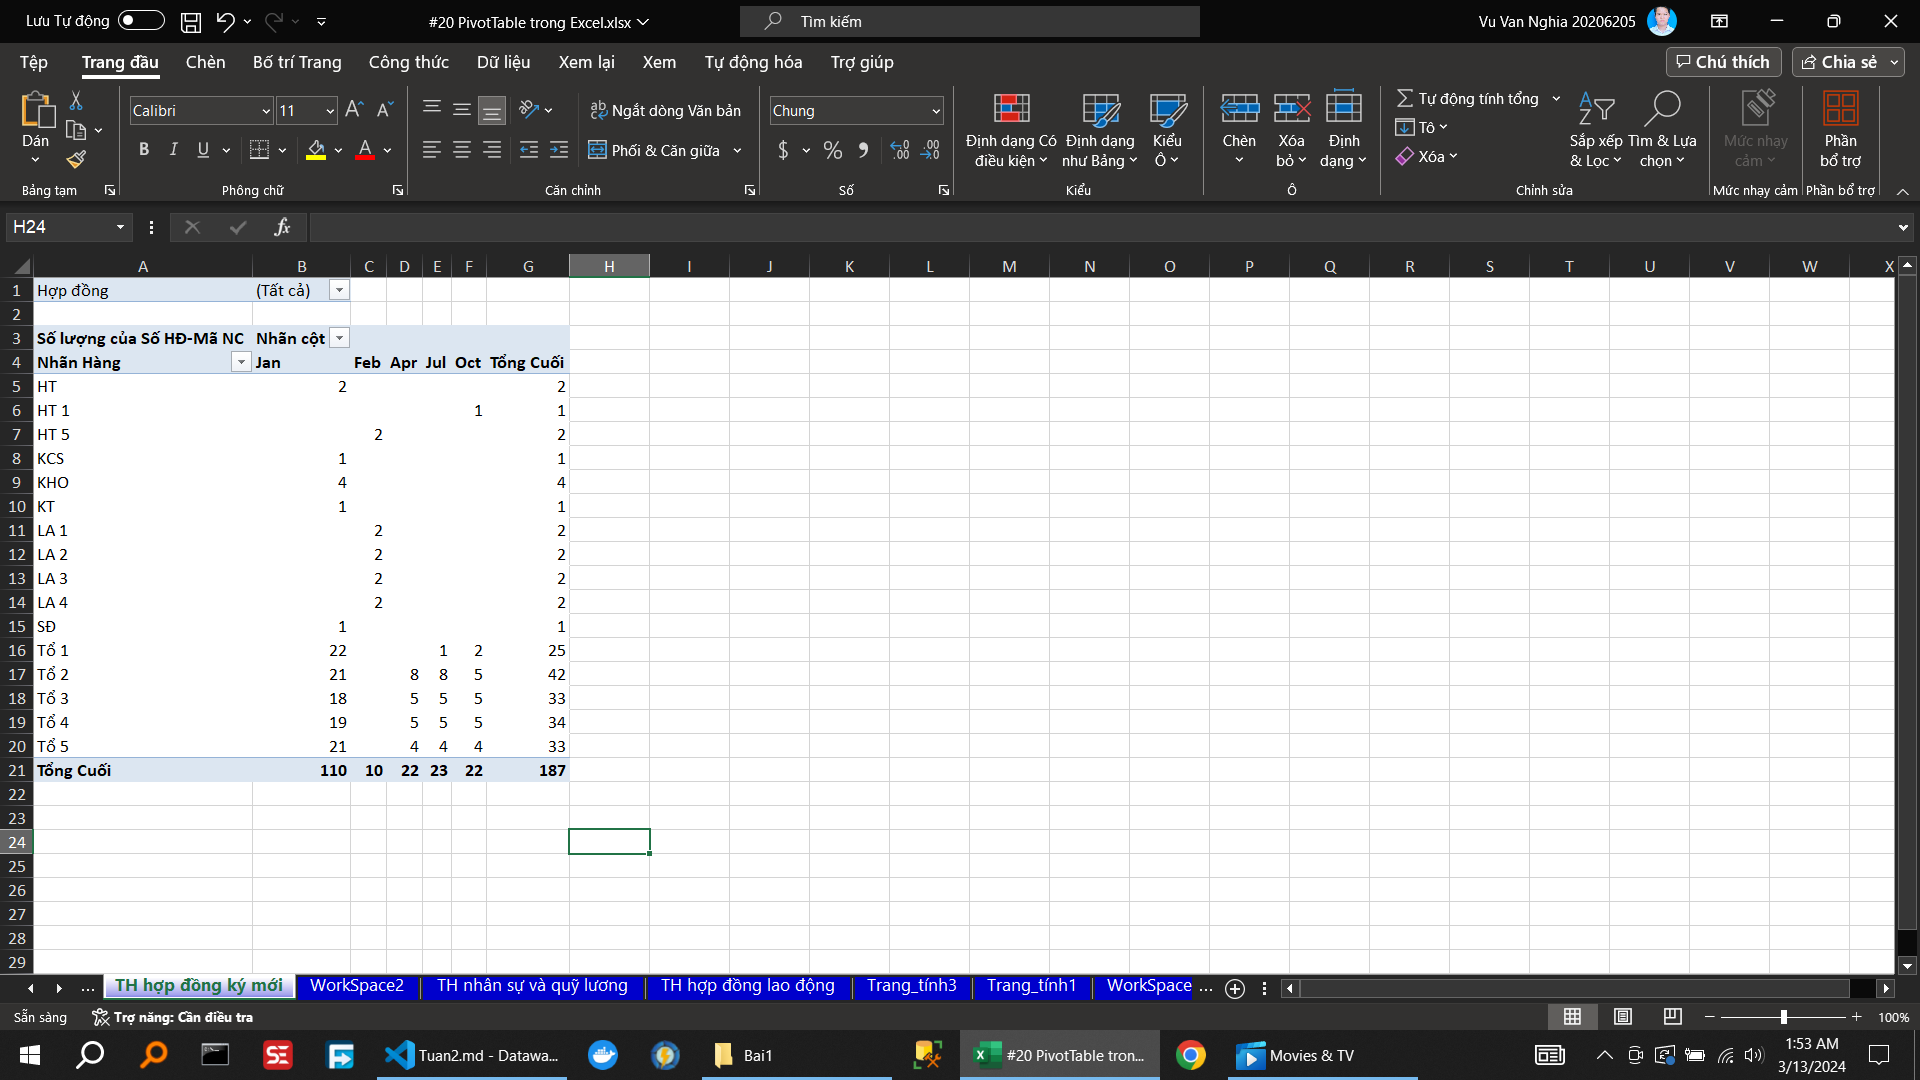 Lưu Tự động
#20 PivotTable trong Excel.xlsx
Tìm kiếm
Vu Van Nghia 20206205
Tệp Trang đầu Chèn Bố trí Trang Công thức Dữ liệu Xem lại Xem Tự động hóa Trợ giúp
Chú thích
Chia sẻ
Dán
Bảng tạm
Calibri 11
B I U
Phông chữ
Ngắt dòng Văn bản
Phối & Căn giữa
Căn chỉnh
Chung
$ % ,
Số
Định dạng Có
điều kiện
Định dạng
như Bảng
Kiểu
Ô
Kiểu
Chèn
Xóa
bỏ
Định
dạng
Ô
Tự động tính tổng
Tô
Xóa
Sắp xếp
& Lọc
Tìm & Lựa
chọn
Chỉnh sửa
Mức nhạy
cảm
Mức nhạy cảm
Phần
bổ trợ
Phần bổ trợ
H24
fx
A B C D E F G H I J K L M N O P Q R S T U V W X
1 Hợp đồng (Tất cả)
2
3 Số lượng của Số HĐ-Mã NC Nhãn cột
4 Nhãn Hàng Jan Feb Apr Jul Oct Tổng Cuối
5 HT 2 2
6 HT 1 1 1
7 HT 5 2 2
8 KCS 1 1
9 KHO 4 4
10 KT 1 1
11 LA 1 2 2
12 LA 2 2 2
13 LA 3 2 2
14 LA 4 2 2
15 SĐ 1 1
16 Tổ 1 22 1 2 25
17 Tổ 2 21 8 8 5 42
18 Tổ 3 18 5 5 5 33
19 Tổ 4 19 5 5 5 34
20 Tổ 5 21 4 4 4 33
21 Tổng Cuối 110 10 22 23 22 187
22
23
24
25
26
27
28
29
... TH hợp đồng ký mới WorkSpace2 TH nhân sự và quỹ lương TH hợp đồng lao động Trang_tính3 Trang_tính1 WorkSpace ...
Sẵn sàng
Trợ năng: Cần điều tra
100%
SE
Tuan2.md - Datawa...
Bai1
#20 PivotTable tron...
Movies & TV
1:53 AM
3/13/2024